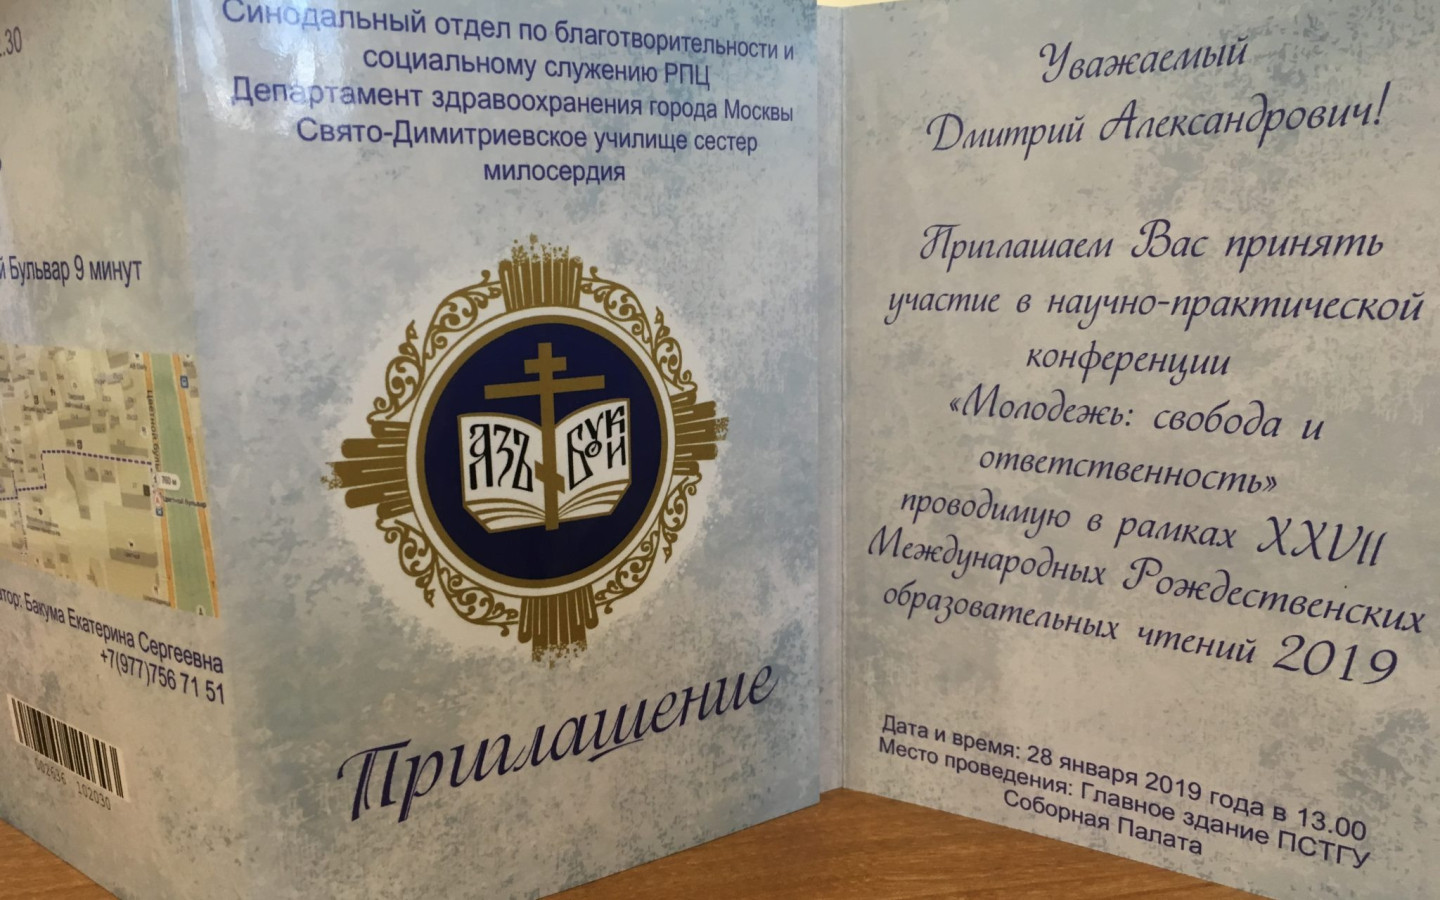 .30
й Бульвар 9 минут
Бакума Екатерина Сергеевна
+7(977)756 71 51
002636 102030
Синодальный отдел по благотворительности и
социальному служению РПЦ
Департамент здравоохранения города Москвы
Свято-Димитриевское училище сестер
милосердия
АЗЪ
БУКИ
Приглашение
Уважаемый
Дмитрий Александрович!
Приглашаем Вас принять
участие в научно-практической
конференции
«Молодежь: свобода и
ответственность»
проводимую в рамках XXVII
Международных Рождественских
образовательных чтений 2019
Дата и время: 28 января 2019 года в 13.00
Место проведения: Главное здание ПСТГУ
Соборная Палата